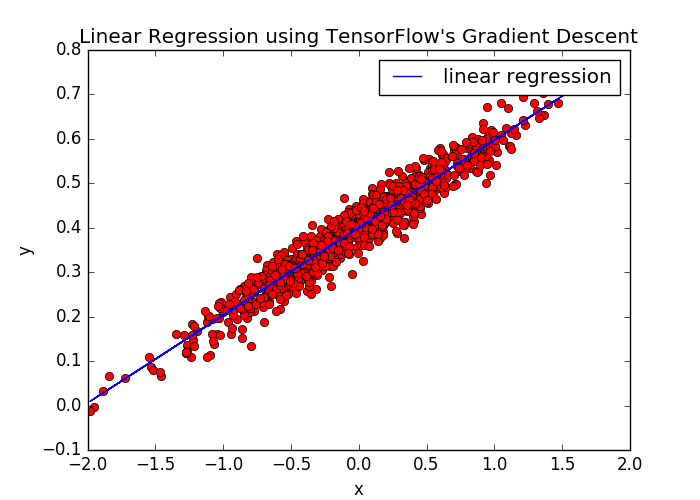 Linear Regression using TensorFlow's Gradient Descent
0.8
linear regression
0.7
0.6
0.5
0.4
y
0.3
0.2
0.1
0.0
−0.1
−2.0 −1.5 −1.0 −0.5 0.0 0.5 1.0 1.5 2.0
x